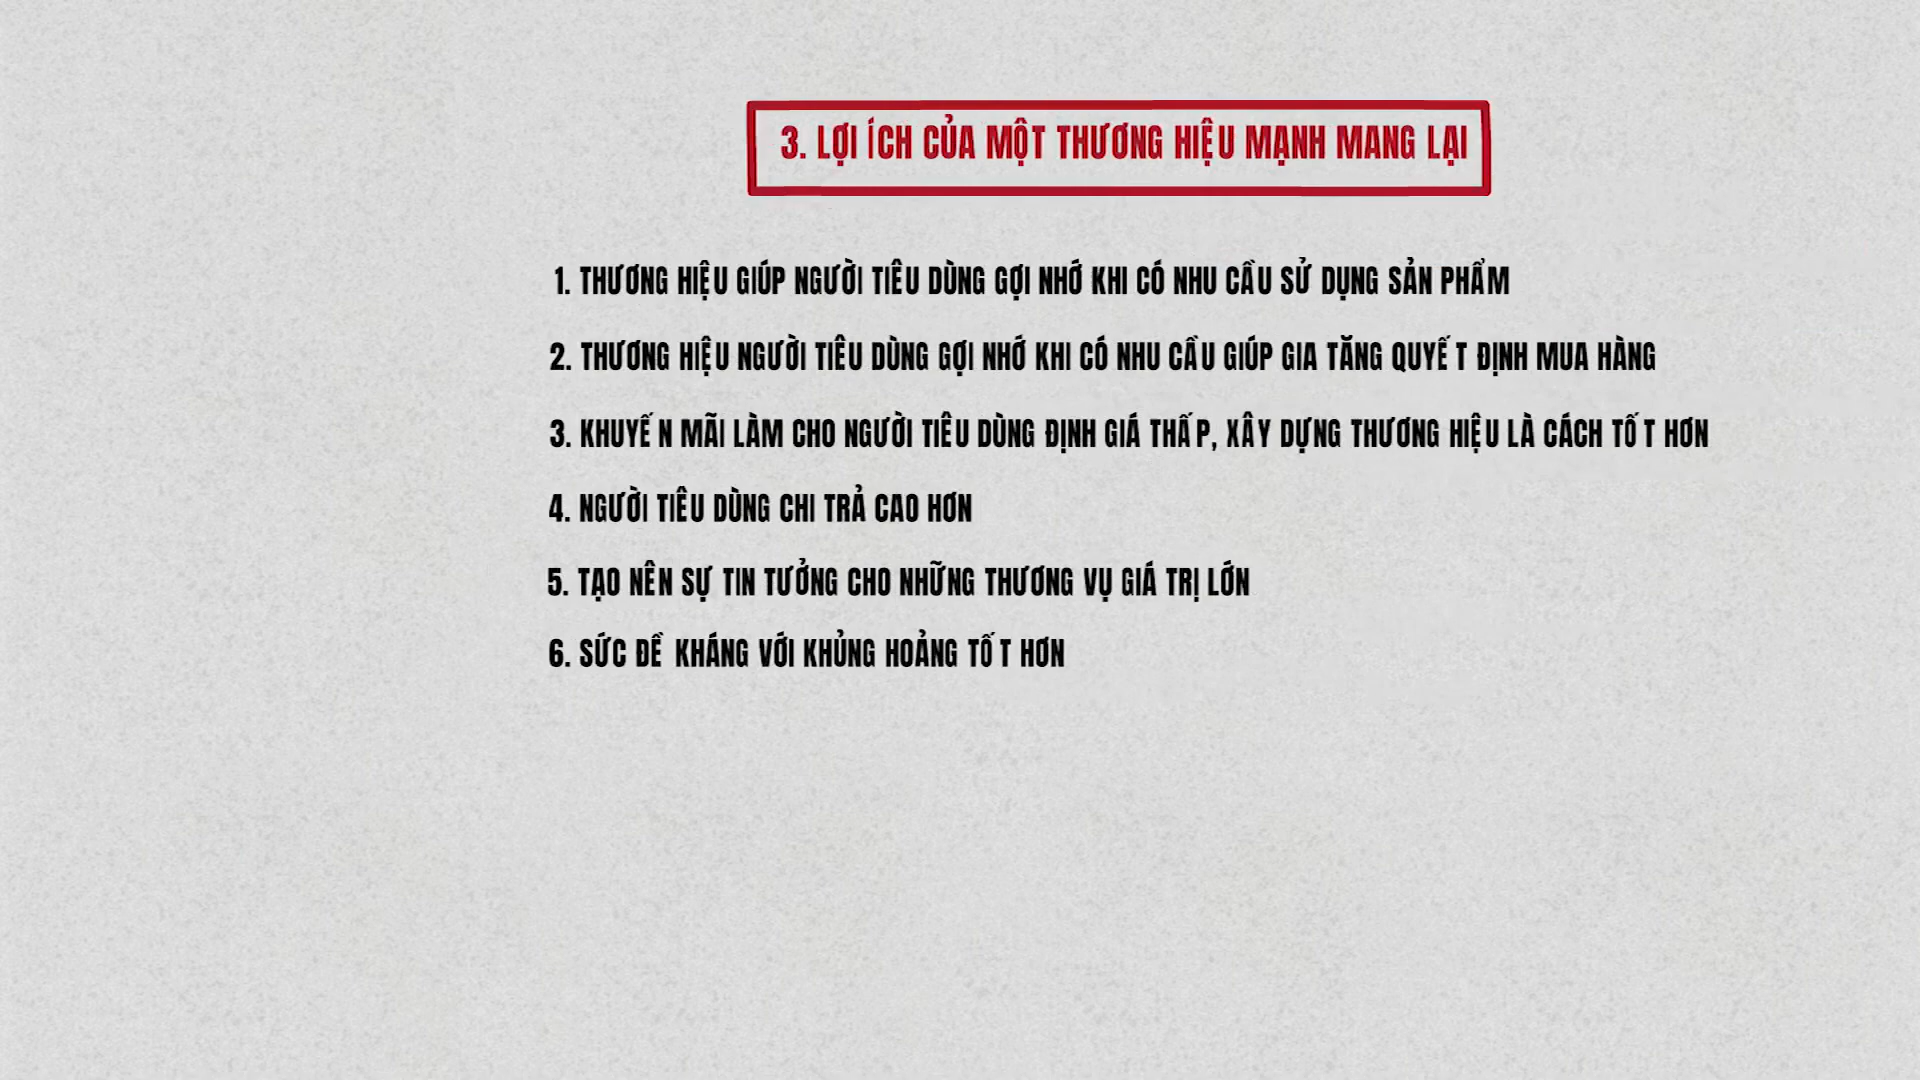 3. LỢI ÍCH CỦA MỘT THƯƠNG HIỆU MẠNH MANG LẠI
1. THƯƠNG HIỆU GIÚP NGƯỜI TIÊU DÙNG GỢI NHỚ KHI CÓ NHU CẦU SỬ DỤNG SẢN PHẨM
2. THƯƠNG HIỆU NGƯỜI TIÊU DÙNG GỢI NHỚ KHI CÓ NHU CẦU GIÚP GIA TĂNG QUYẾT ĐỊNH MUA HÀNG
3. KHUYẾN MÃI LÀM CHO NGƯỜI TIÊU DÙNG ĐỊNH GIÁ THẤP, XÂY DỰNG THƯƠNG HIỆU LÀ CÁCH TỐT HƠN
4. NGƯỜI TIÊU DÙNG CHI TRẢ CAO HƠN
5. TẠO NÊN SỰ TIN TƯỞNG CHO NHỮNG THƯƠNG VỤ GIÁ TRỊ LỚN
6. SỨC ĐỀ KHÁNG VỚI KHỦNG HOẢNG TỐT HƠN